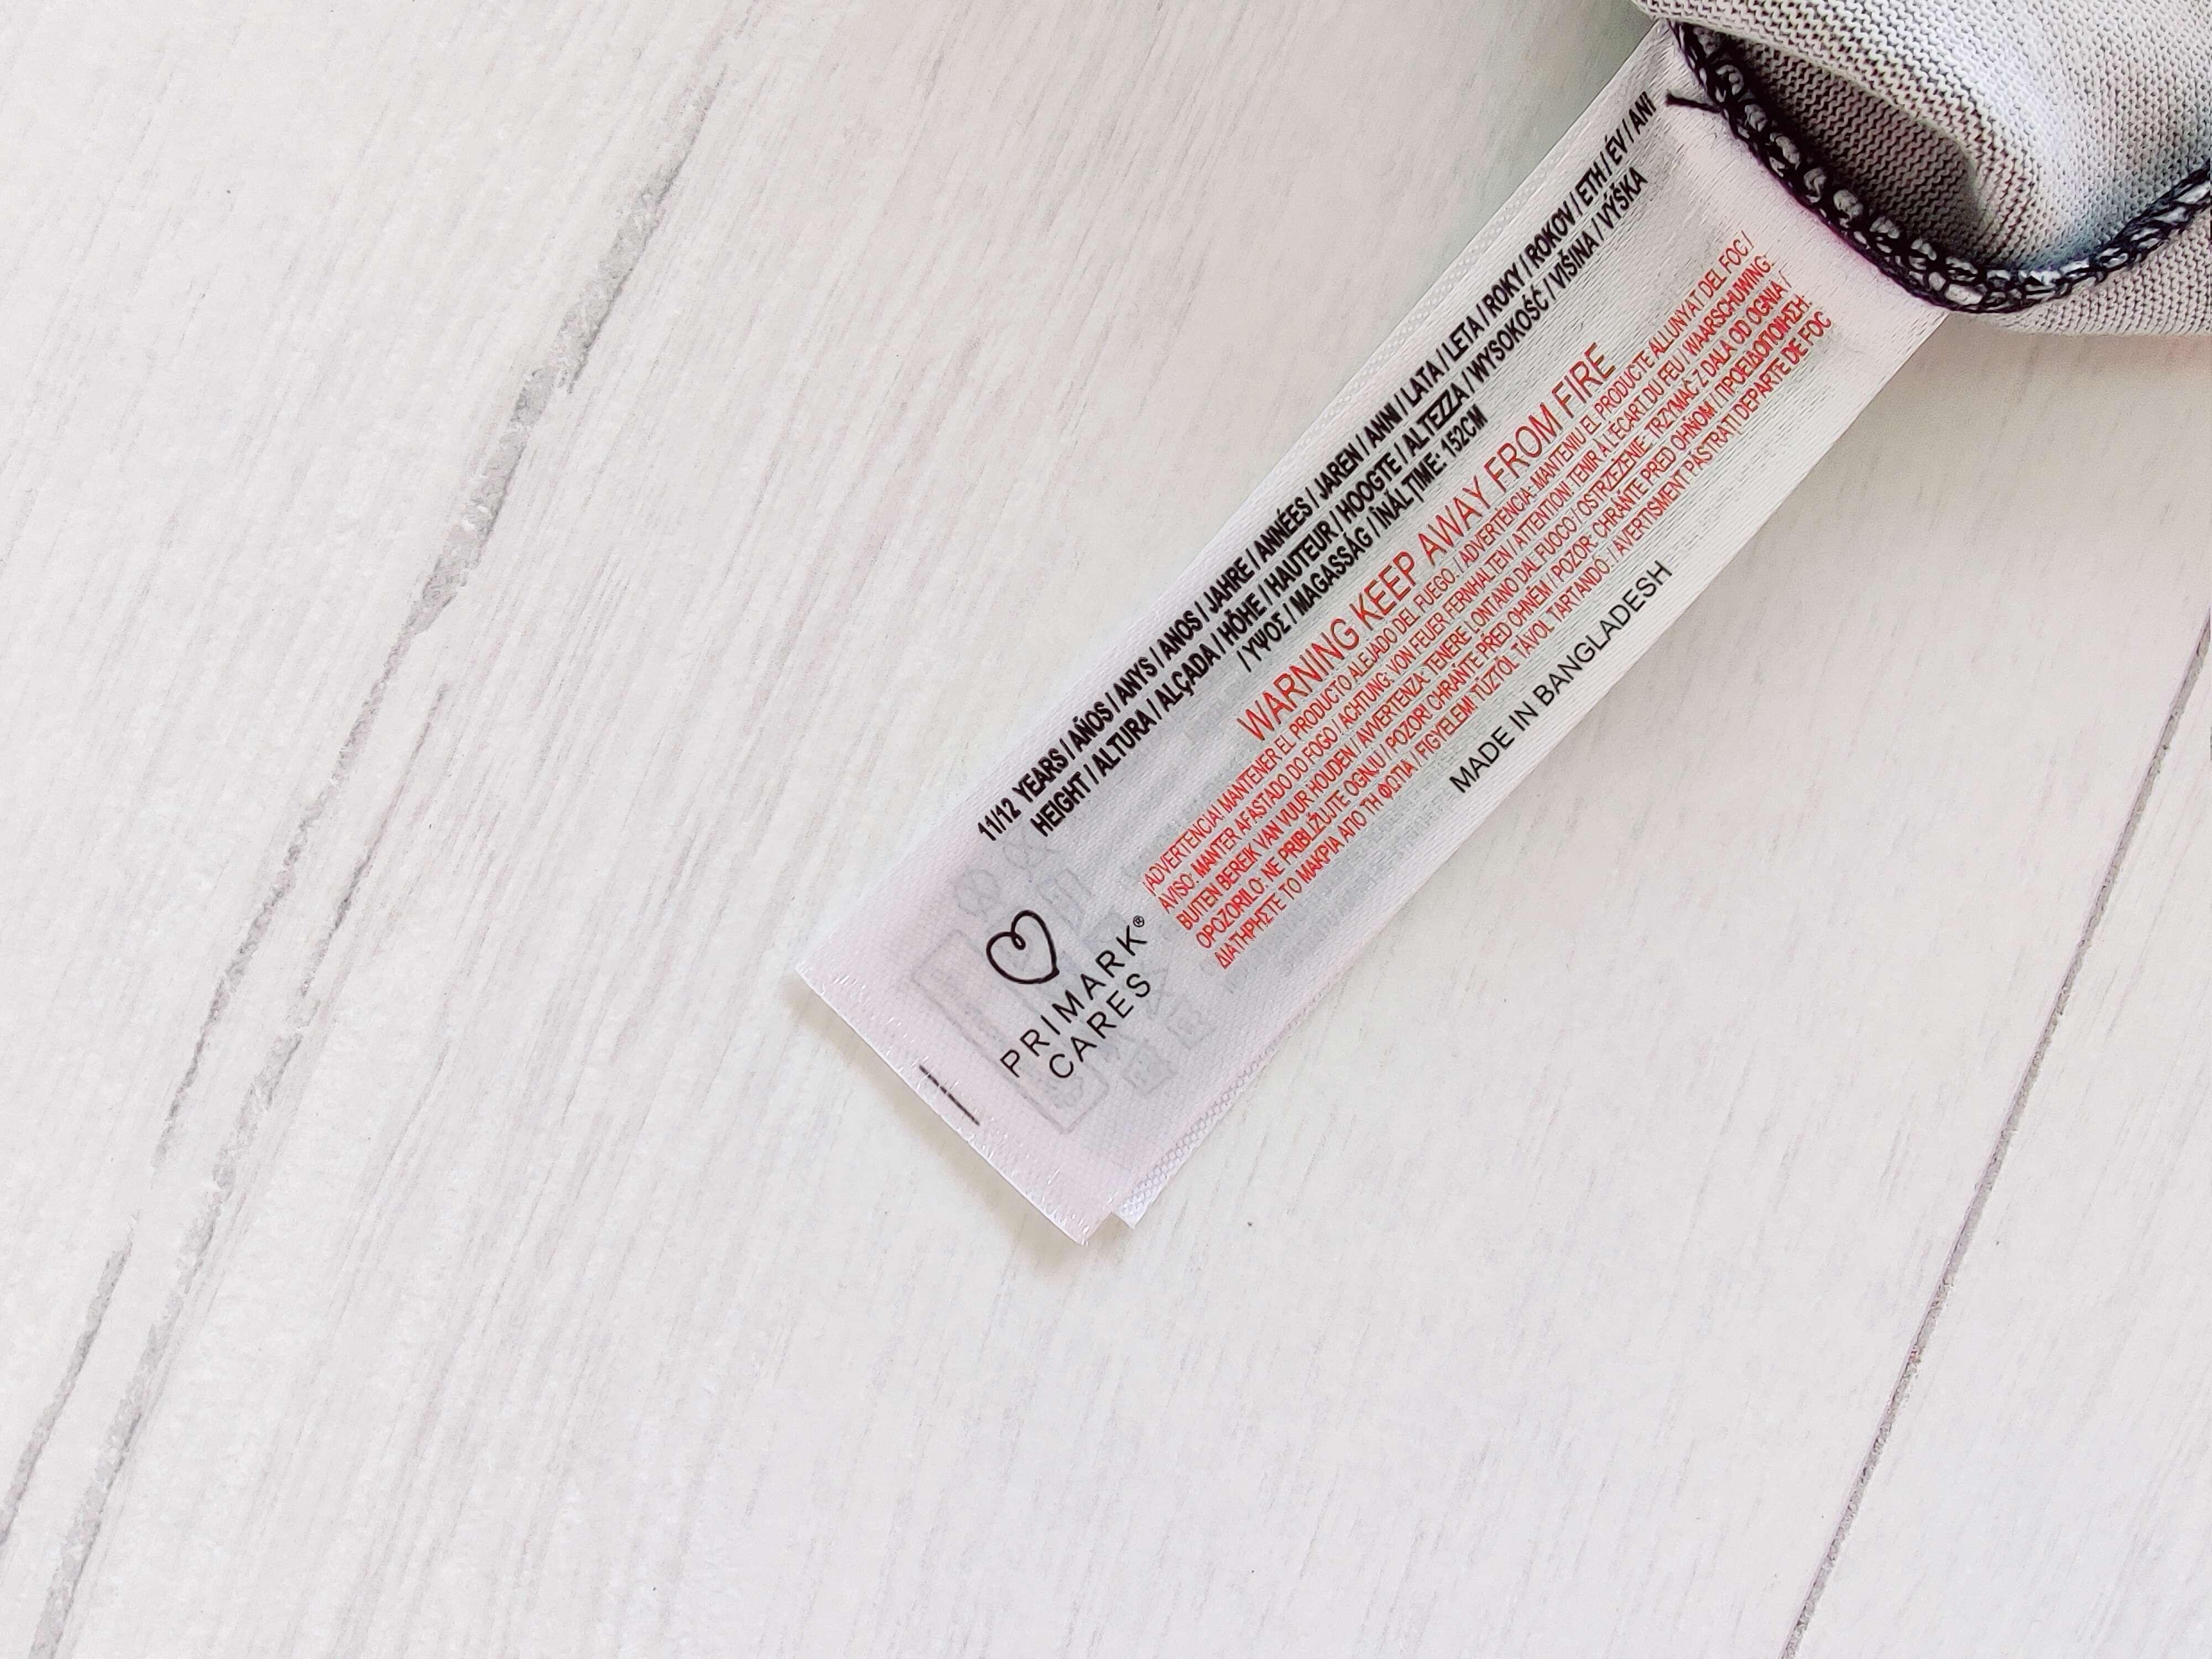 11/12 YEARS / AÑOS / ANYS / ANOS / JAHRE / ANNÉES / JAREN / ANNI / LATA / LETA / ROKY / ROKOV / ΕΤΗ / ÉV / ANI
HEIGHT / ALTURA / ALÇADA / HÖHE / HAUTEUR / HOOGTE / ALTEZZA / WYSOKOŚĆ / VIŠINA / VÝŠKA
/ ΥΨΟΣ / MAGASSÁG / ÎNĂLȚIME: 152CM
WARNING KEEP AWAY FROM FIRE
¡ADVERTENCIA! MANTENER EL PRODUCTO ALEJADO DEL FUEGO. / ADVERTENCIA: MANTENIU EL PRODUCTE ALLUNYAT DEL FOC /
AVISO: MANTER AFASTADO DO FOGO / ACHTUNG: VON FEUER FERNHALTEN / ATTENTION! TENIR À L'ÉCART DU FEU / WAARSCHUWING:
BUITEN BEREIK VAN VUUR HOUDEN / AVVERTENZA: TENERE LONTANO DAL FUOCO / OSTRZEŻENIE: TRZYMAĆ Z DALA OD OGNIA /
OPOZORILO: NE PRIBLIŽUJTE OGNJU / POZOR! CHRAŇTE PŘED OHNĚM / POZOR: CHRÁŇTE PRED OHŇOM / ΠΡΟΕΙΔΟΠΟΙΗΣΗ:
ΔΙΑΤΗΡΗΣΤΕ ΤΟ ΜΑΚΡΙΑ ΑΠΟ ΤΗ ΦΩΤΙΑ / FIGYELEM! TŰZTŐL TÁVOL TARTANDÓ / AVERTISMENT PASTRATI DEPARTE DE FOC
MADE IN BANGLADESH
PRIMARK®
CARES